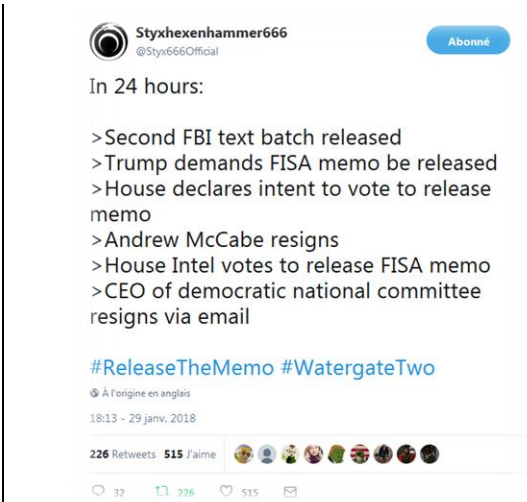 Styxhexenhammer666
@Styx666Official
Abonné
In 24 hours:
>Second FBI text batch released
>Trump demands FISA memo be released
>House declares intent to vote to release
memo
>Andrew McCabe resigns
>House Intel votes to release FISA memo
>CEO of democratic national committee
resigns via email
#ReleaseTheMemo #WatergateTwo
À l'origine en anglais
18:13 - 29 janv. 2018
226 Retweets 515 J'aime
32 226 515